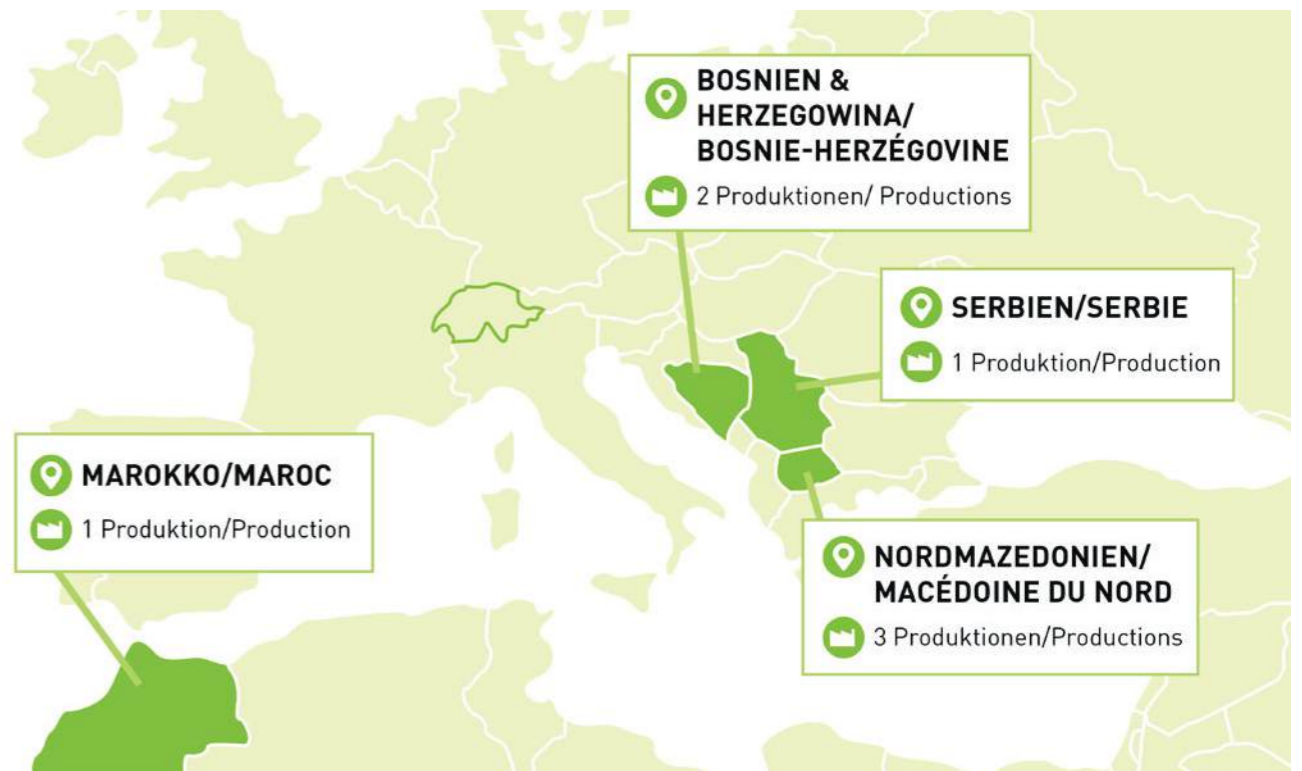 BOSNIEN &
HERZEGOWINA/
BOSNIE-HERZÉGOVINE
2 Produktionen/ Productions
SERBIEN/SERBIE
1 Produktion/Production
MAROKKO/MAROC
1 Produktion/Production
NORDMAZEDONIEN/
MACÉDOINE DU NORD
3 Produktionen/Productions